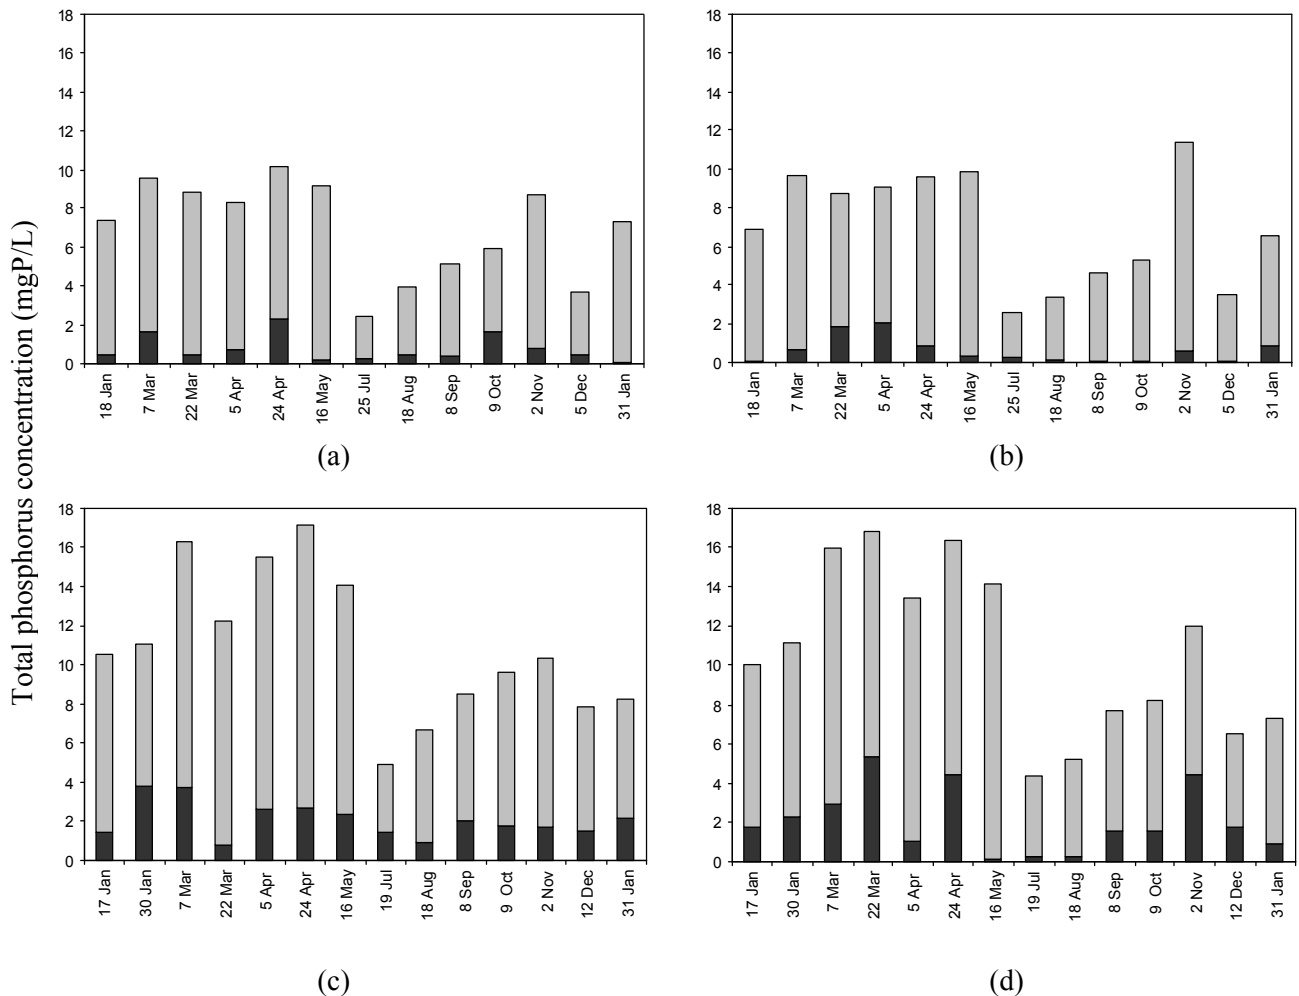 Total phosphorus concentration (mgP/L)
18
16
14
12
10
8
6
4
2
0
18 Jan
7 Mar
22 Mar
5 Apr
24 Apr
16 May
25 Jul
18 Aug
8 Sep
9 Oct
2 Nov
5 Dec
31 Jan
(a)
18
16
14
12
10
8
6
4
2
0
18 Jan
7 Mar
22 Mar
5 Apr
24 Apr
16 May
25 Jul
18 Aug
8 Sep
9 Oct
2 Nov
5 Dec
31 Jan
(b)
18
16
14
12
10
8
6
4
2
0
17 Jan
30 Jan
7 Mar
22 Mar
5 Apr
24 Apr
16 May
19 Jul
18 Aug
8 Sep
9 Oct
2 Nov
12 Dec
31 Jan
(c)
18
16
14
12
10
8
6
4
2
0
17 Jan
30 Jan
7 Mar
22 Mar
5 Apr
24 Apr
16 May
19 Jul
18 Aug
8 Sep
9 Oct
2 Nov
12 Dec
31 Jan
(d)